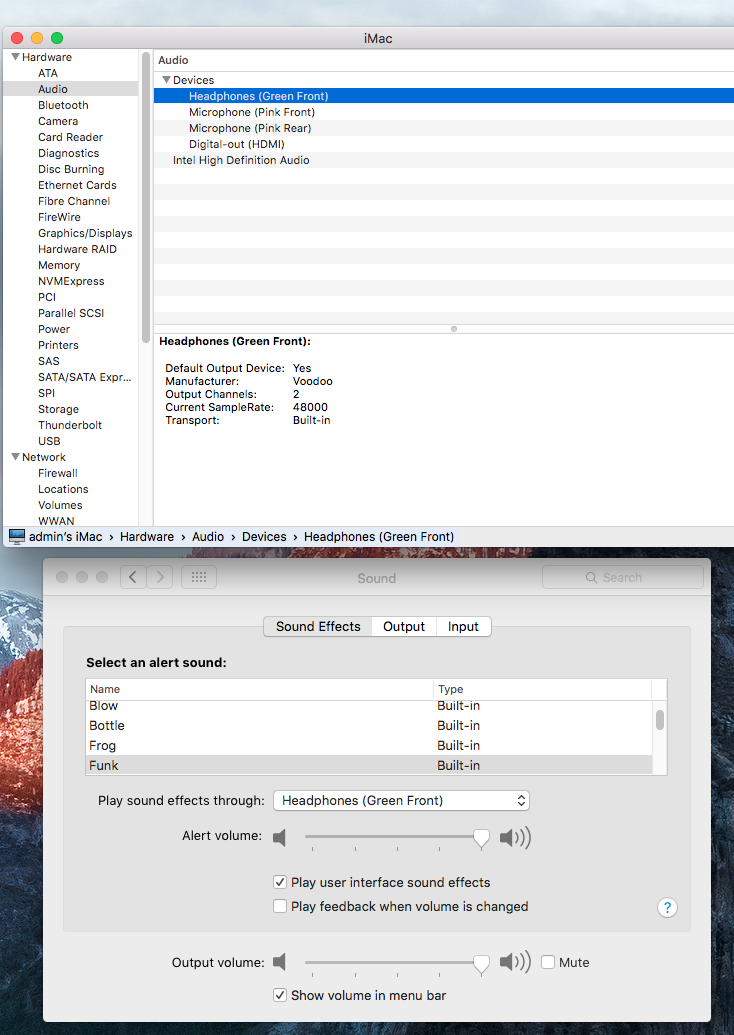 iMac
Hardware
ATA
Audio
Bluetooth
Camera
Card Reader
Diagnostics
Disc Burning
Ethernet Cards
Fibre Channel
FireWire
Graphics/Displays
Hardware RAID
Memory
NVMExpress
PCI
Parallel SCSI
Power
Printers
SAS
SATA/SATA Expr...
SPI
Storage
Thunderbolt
USB
Network
Firewall
Locations
Volumes
WWAN
Audio
Devices
Headphones (Green Front)
Microphone (Pink Front)
Microphone (Pink Rear)
Digital-out (HDMI)
Intel High Definition Audio
Headphones (Green Front):
Default Output Device: Yes
Manufacturer: Voodoo
Output Channels: 2
Current SampleRate: 48000
Transport: Built-in
admin's iMac › Hardware › Audio › Devices › Headphones (Green Front)
Sound
Search
Sound Effects Output Input
Select an alert sound:
Name Type
Blow Built-in
Bottle Built-in
Frog Built-in
Funk Built-in
Play sound effects through: Headphones (Green Front)
Alert volume:
Play user interface sound effects
Play feedback when volume is changed
?
Output volume: Mute
Show volume in menu bar